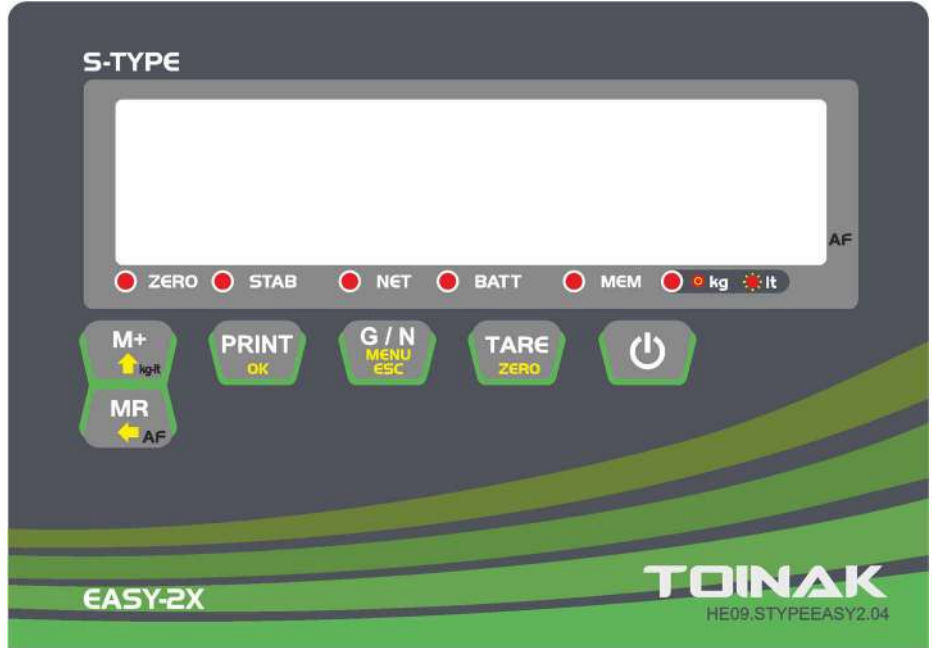 S-TYPE
AF
ZERO STAB NET BATT MEM kg lt
M+ PRINT G / N TARE
kg-lt OK MENU ZERO
ESC
MR
AF
TOINAK
EASY-2X
HE09.STYPEEASY2.04